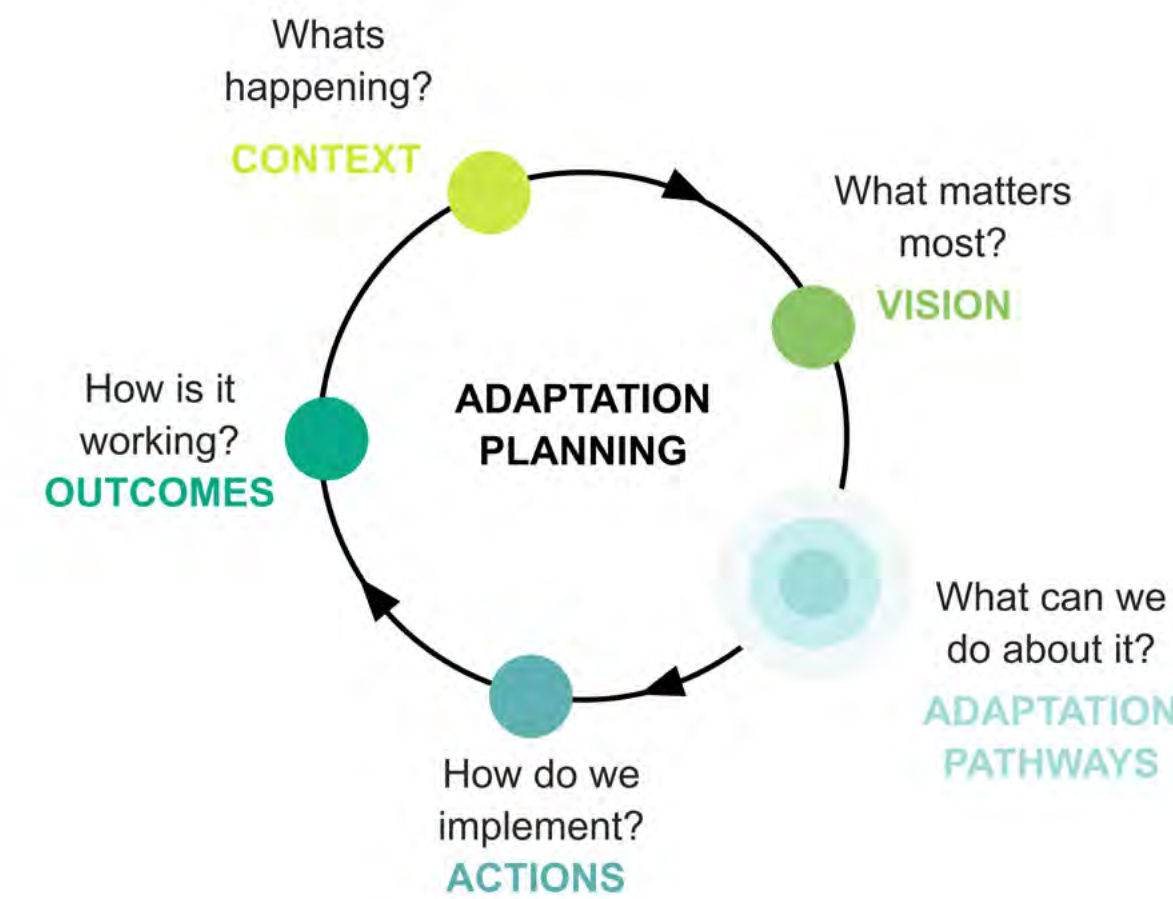 Whats
happening?
CONTEXT
What matters
most?
VISION
ADAPTATION
PLANNING
What can we
do about it?
ADAPTATION
PATHWAYS
How do we
implement?
ACTIONS
How is it
working?
OUTCOMES